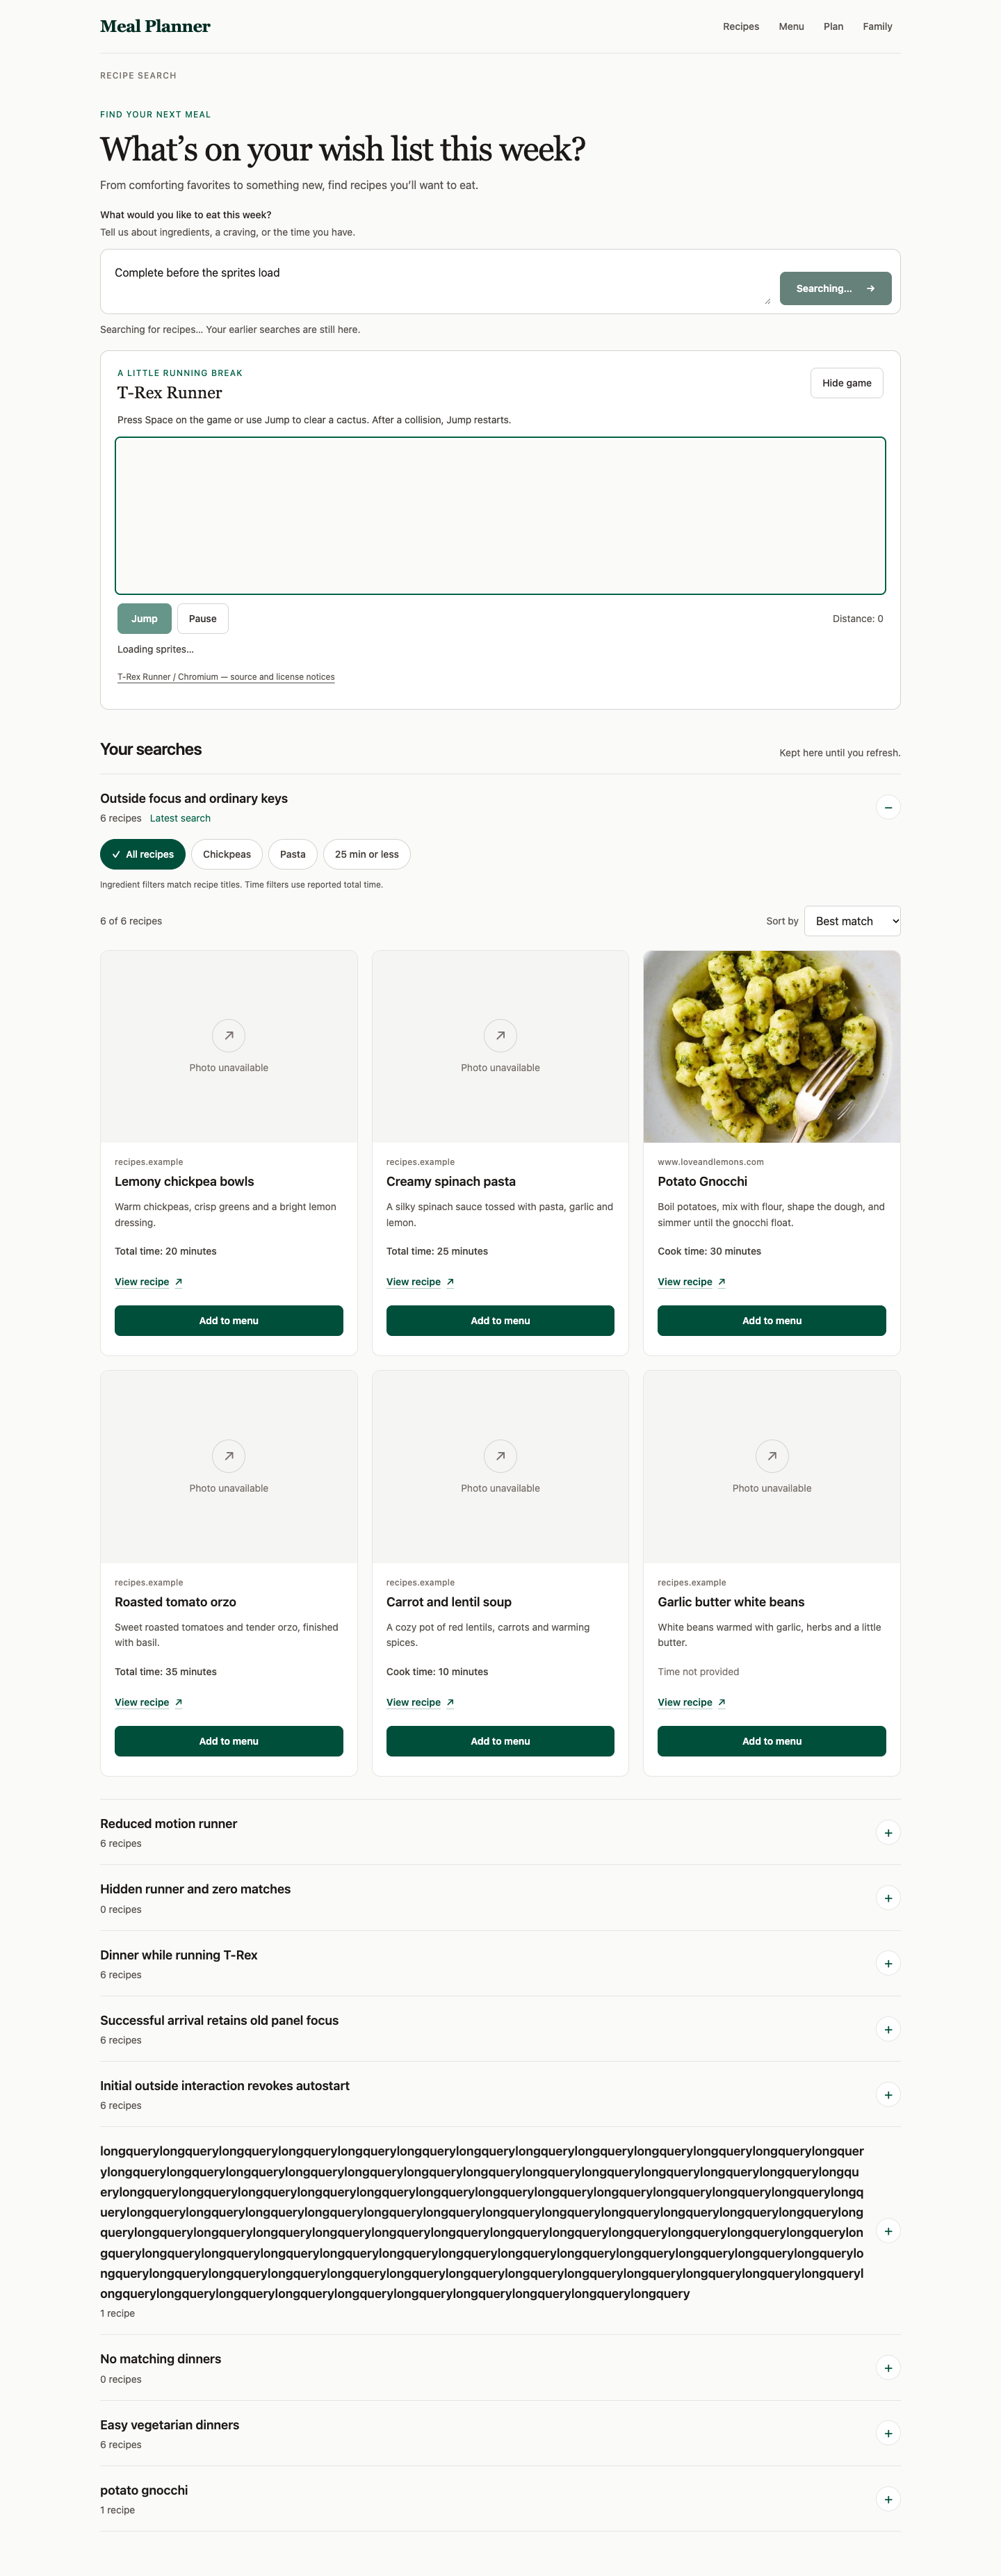 Meal Planner
Recipes Menu Plan Family
RECIPE SEARCH
FIND YOUR NEXT MEAL
What’s on your wish list this week?
From comforting favorites to something new, find recipes you’ll want to eat.
What would you like to eat this week?
Tell us about ingredients, a craving, or the time you have.
Complete before the sprites load
Searching... →
Searching for recipes... Your earlier searches are still here.
A LITTLE RUNNING BREAK
T-Rex Runner
Hide game
Press Space on the game or use Jump to clear a cactus. After a collision, Jump restarts.
Jump Pause Distance: 0
Loading sprites...
T-Rex Runner / Chromium — source and license notices
Your searches
Kept here until you refresh.
Outside focus and ordinary keys
6 recipes Latest search
✓ All recipes Chickpeas Pasta 25 min or less
Ingredient filters match recipe titles. Time filters use reported total time.
6 of 6 recipes Sort by Best match
Photo unavailable
recipes.example
Lemony chickpea bowls
Warm chickpeas, crisp greens and a bright lemon
dressing.
Total time: 20 minutes
View recipe ↗
Add to menu
Photo unavailable
recipes.example
Creamy spinach pasta
A silky spinach sauce tossed with pasta, garlic and
lemon.
Total time: 25 minutes
View recipe ↗
Add to menu
www.loveandlemons.com
Potato Gnocchi
Boil potatoes, mix with flour, shape the dough, and
simmer until the gnocchi float.
Cook time: 30 minutes
View recipe ↗
Add to menu
Photo unavailable
recipes.example
Roasted tomato orzo
Sweet roasted tomatoes and tender orzo, finished
with basil.
Total time: 35 minutes
View recipe ↗
Add to menu
Photo unavailable
recipes.example
Carrot and lentil soup
A cozy pot of red lentils, carrots and warming
spices.
Cook time: 10 minutes
View recipe ↗
Add to menu
Photo unavailable
recipes.example
Garlic butter white beans
White beans warmed with garlic, herbs and a little
butter.
Time not provided
View recipe ↗
Add to menu
Reduced motion runner
6 recipes
Hidden runner and zero matches
0 recipes
Dinner while running T-Rex
6 recipes
Successful arrival retains old panel focus
6 recipes
Initial outside interaction revokes autostart
6 recipes
longquerylongquerylongquerylongquerylongquerylongquerylongquerylongquerylongquerylongquerylongquerylongquerylongquer
ylongquerylongquerylongquerylongquerylongquerylongquerylongquerylongquerylongquerylongquerylongquerylongquerylongqu
erylongquerylongquerylongquerylongquerylongquerylongquerylongquerylongquerylongquerylongquerylongquerylongquerylongq
uerylongquerylongquerylongquerylongquerylongquerylongquerylongquerylongquerylongquerylongquerylongquerylongquerylong
querylongquerylongquerylongquerylongquerylongquerylongquerylongquerylongquerylongquerylongquerylongquerylongquerylon
gquerylongquerylongquerylongquerylongquerylongquerylongquerylongquerylongquerylongquerylongquerylongquerylongquerylo
ngquerylongquerylongquerylongquerylongquerylongquerylongquerylongquerylongquerylongquerylongquerylongquerylongqueryl
ongquerylongquerylongquerylongquerylongquerylongquerylongquerylongquerylongquerylongquery
1 recipe
No matching dinners
0 recipes
Easy vegetarian dinners
6 recipes
potato gnocchi
1 recipe